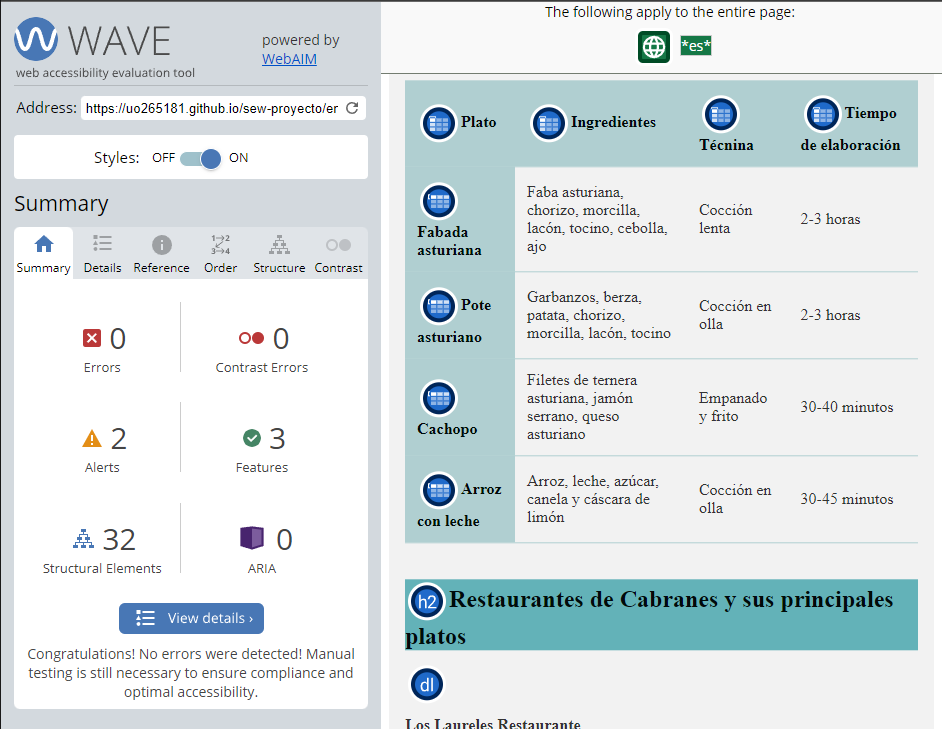 WAVE
web accessibility evaluation tool
powered by
WebAIM
Address: https://uo265181.github.io/sew-proyecto/er
Styles: OFF ON
Summary
Summary Details Reference Order Structure Contrast
0 0
Errors Contrast Errors
2 3
Alerts Features
32 0
Structural Elements ARIA
View details ›
Congratulations! No errors were detected! Manual
testing is still necessary to ensure compliance and
optimal accessibility.
The following apply to the entire page:
*es*
Plato Ingredientes Técnina Tiempo
de elaboración
Fabada
asturiana
Faba asturiana,
chorizo, morcilla,
lacón, tocino, cebolla,
ajo
Cocción
lenta
2-3 horas
Pote
asturiano
Garbanzos, berza,
patata, chorizo,
morcilla, lacón, tocino
Cocción en
olla
2-3 horas
Cachopo
Filetes de ternera
asturiana, jamón
serrano, queso
asturiano
Empanado
y frito
30-40 minutos
Arroz
con leche
Arroz, leche, azúcar,
canela y cáscara de
limón
Cocción en
olla
30-45 minutos
h2 Restaurantes de Cabranes y sus principales
platos
dl
Los Laureles Restaurante